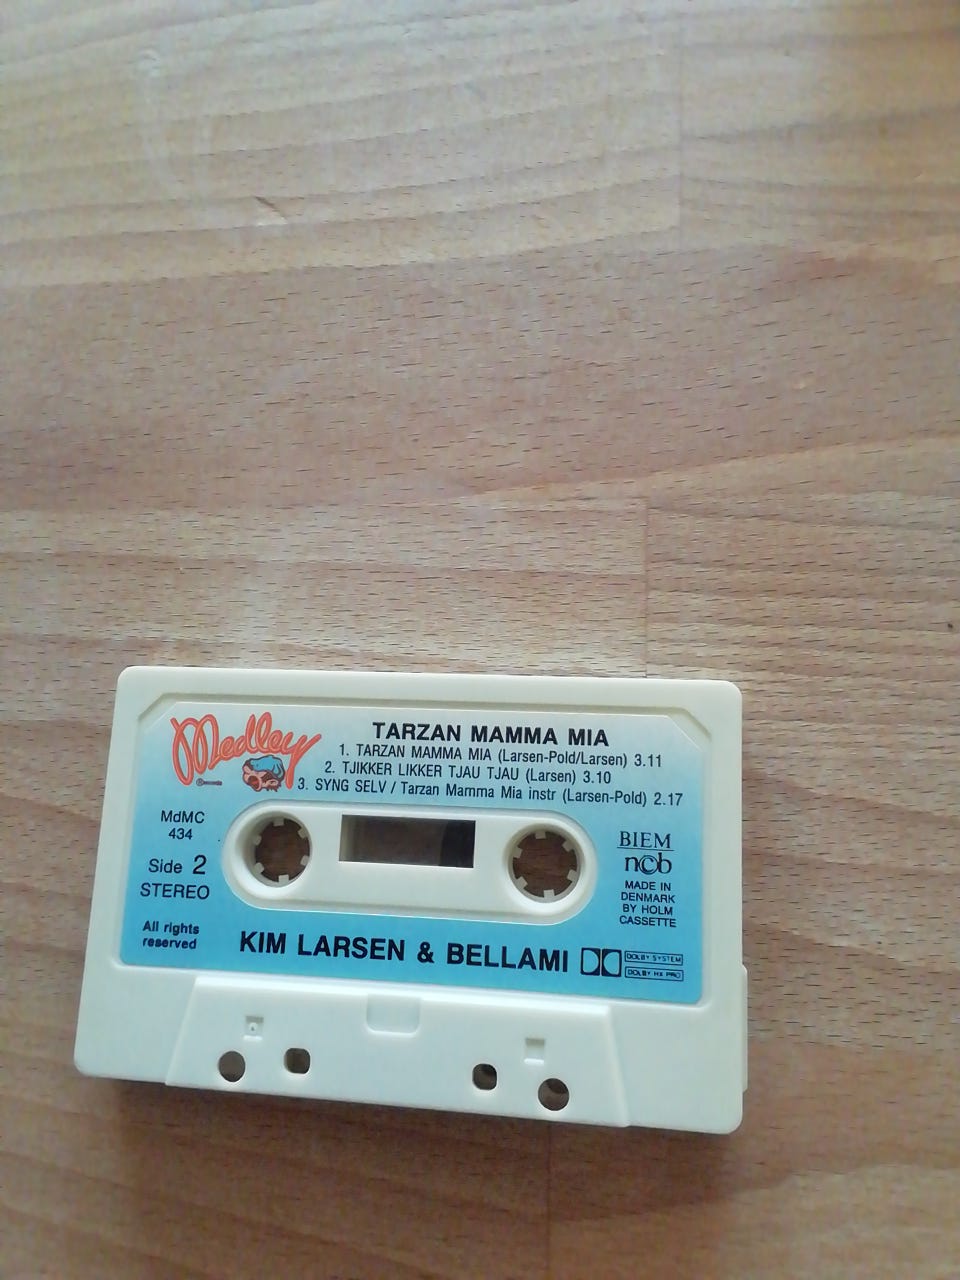 Medley
TARZAN MAMMA MIA
1. TARZAN MAMMA MIA (Larsen-Pold/Larsen) 3.11
2. TJIKKER LIKKER TJAU TJAU (Larsen) 3.10
3. SYNG SELV / Tarzan Mamma Mia instr (Larsen-Pold) 2.17
MdMC
434
Side 2
STEREO
All rights
reserved
BIEM
ncb
MADE IN
DENMARK
BY HOLM
CASSETTE
KIM LARSEN & BELLAMI
DOLBY SYSTEM
DOLBY HX PRO